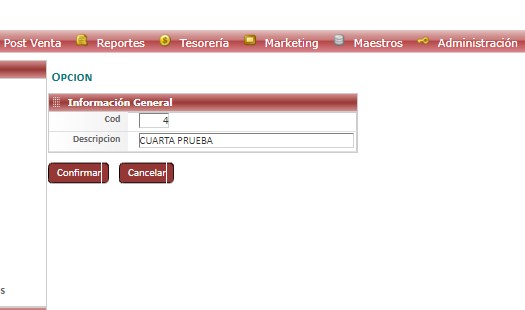 Post Venta Reportes Tesorería Marketing Maestros Administración
OPCION
Información General
Cod 4
Descripcion CUARTA PRUEBA
Confirmar Cancelar
s